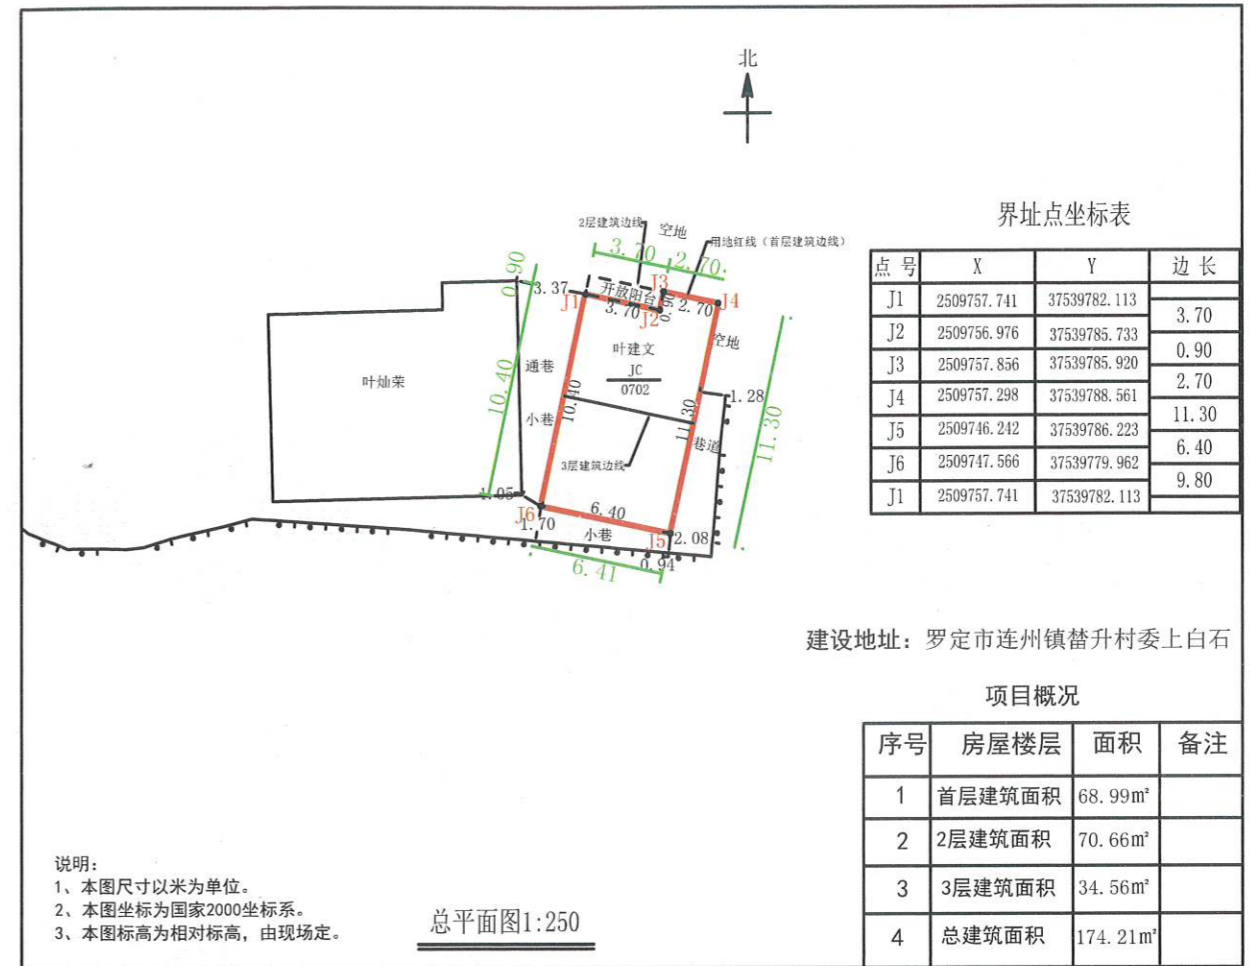 北
2层建筑边线
空地
用地红线（首层建筑边线）
3.70
2.70
0.90
3.37
J1
开放阳台
3.70
J2
0.90
J3
2.70
J4
空地
叶建文
JC
0702
通巷
小巷
叶灿荣
10.40
10.40
11.30
11.30
1.28
巷道
3层建筑边线
1.05
J6
1.70
6.40
小巷
J5
2.08
0.94
6.41
界址点坐标表
点 号 X Y 边 长
J1 2509757.741 37539782.113
3.70
J2 2509756.976 37539785.733
0.90
J3 2509757.856 37539785.920
2.70
J4 2509757.298 37539788.561
11.30
J5 2509746.242 37539786.223
6.40
J6 2509747.566 37539779.962
9.80
J1 2509757.741 37539782.113
建设地址：罗定市连州镇榃升村委上白石
项目概况
序号 房屋楼层 面积 备注
1 首层建筑面积 68.99m²
2 2层建筑面积 70.66m²
3 3层建筑面积 34.56m²
4 总建筑面积 174.21m²
说明：
1、本图尺寸以米为单位。
2、本图坐标为国家2000坐标系。
3、本图标高为相对标高，由现场定。
总平面图1:250